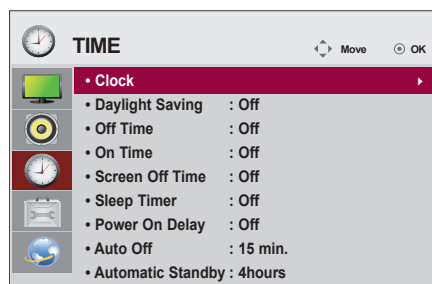 TIME Move OK
• Clock
• Daylight Saving : Off
• Off Time : Off
• On Time : Off
• Screen Off Time : Off
• Sleep Timer : Off
• Power On Delay : Off
• Auto Off : 15 min.
• Automatic Standby : 4hours